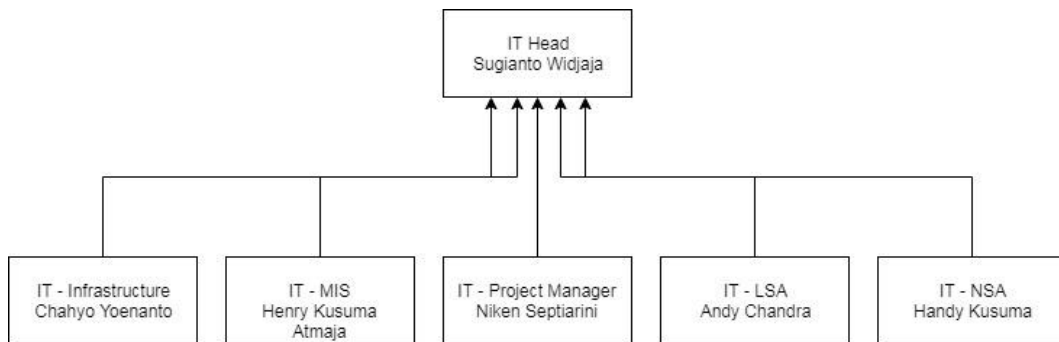 IT Head
Sugianto Widjaja
IT - Infrastructure
Chahyo Yoenanto
IT - MIS
Henry Kusuma
Atmaja
IT - Project Manager
Niken Septiarini
IT - LSA
Andy Chandra
IT - NSA
Handy Kusuma